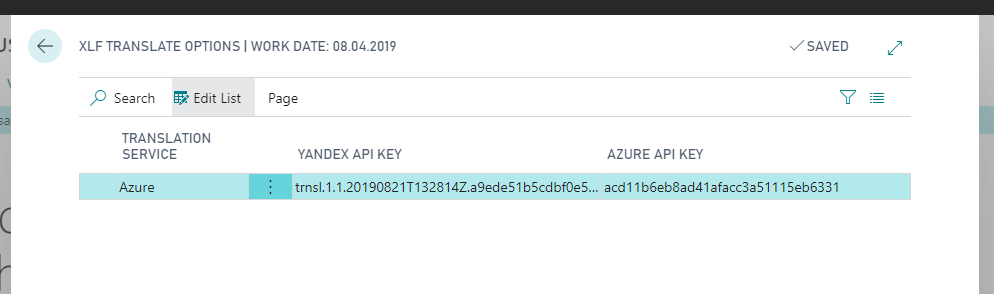 XLF TRANSLATE OPTIONS | WORK DATE: 08.04.2019
SAVED
Search
Edit List
Page
TRANSLATION
SERVICE
YANDEX API KEY
AZURE API KEY
Azure
trnsl.1.1.20190821T132814Z.a9ede51b5cdbf0e5...
acd11b6eb8ad41afacc3a51115eb6331